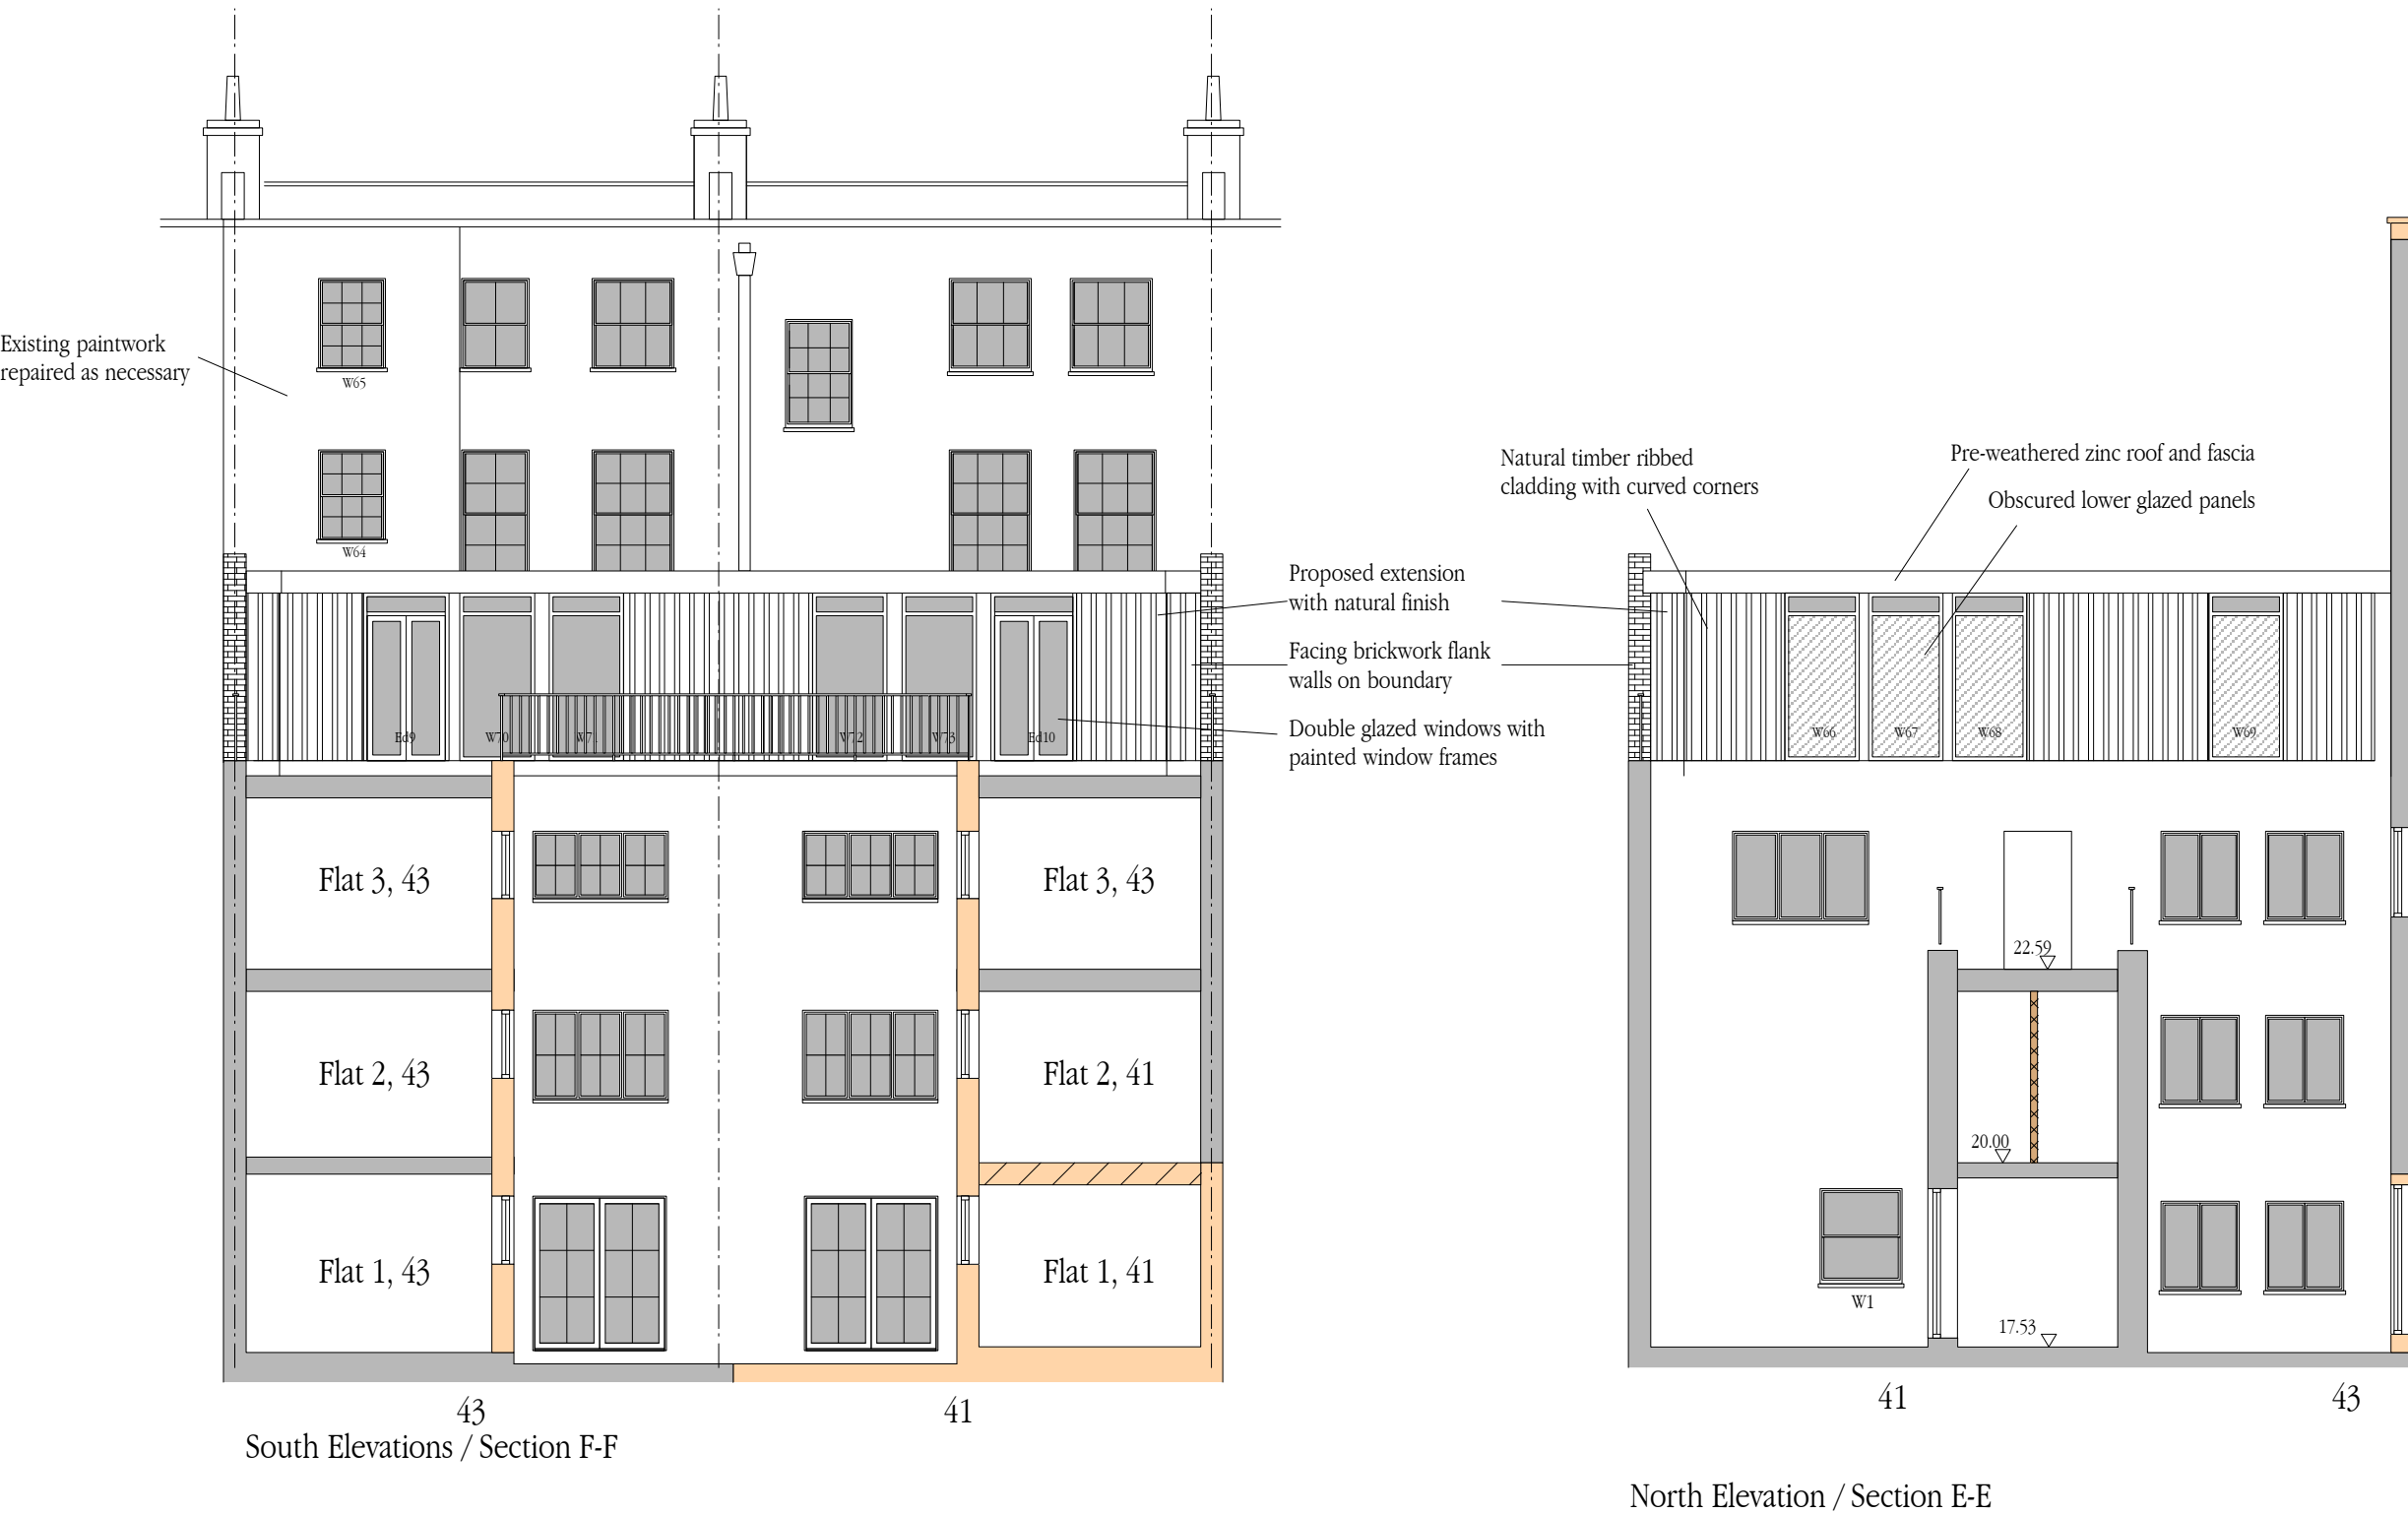 Existing paintwork
repaired as necessary
W65
W64
Proposed extension
with natural finish
Facing brickwork flank
walls on boundary
Double glazed windows with
painted window frames
Ed9
W70
W71
W72
W73
Ed10
Flat 3, 43
Flat 3, 43
Flat 2, 43
Flat 2, 41
Flat 1, 43
Flat 1, 41
43
41
South Elevations / Section F-F
Natural timber ribbed
cladding with curved corners
Pre-weathered zinc roof and fascia
Obscured lower glazed panels
W66
W67
W68
W69
22.59
20.00
W1
17.53
41
43
North Elevation / Section E-E